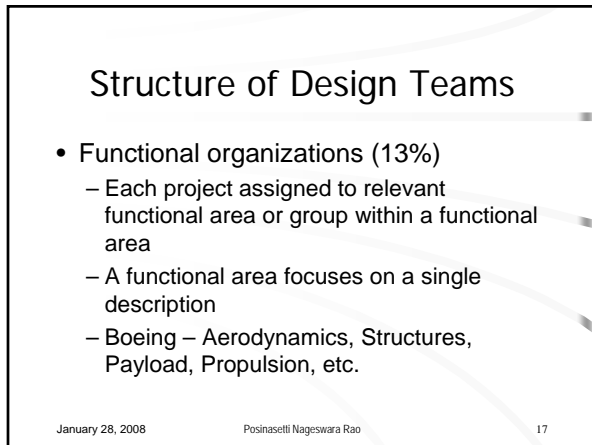 Structure of Design Teams
• Functional organizations (13%)
– Each project assigned to relevant
functional area or group within a functional
area
– A functional area focuses on a single
description
– Boeing – Aerodynamics, Structures,
Payload, Propulsion, etc.
January 28, 2008 Posinasetti Nageswara Rao 17